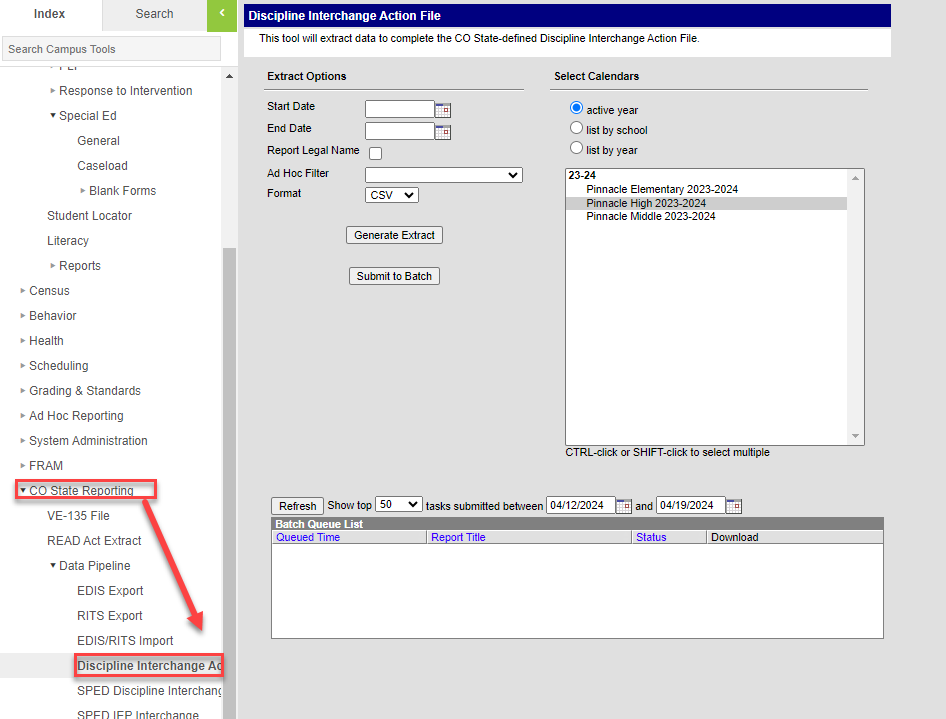 Index
Search
Search Campus Tools
PLP
Response to Intervention
Special Ed
General
Caseload
Blank Forms
Student Locator
Literacy
Reports
Census
Behavior
Health
Scheduling
Grading & Standards
Ad Hoc Reporting
System Administration
FRAM
CO State Reporting
VE-135 File
READ Act Extract
Data Pipeline
EDIS Export
RITS Export
EDIS/RITS Import
Discipline Interchange Ac
SPED Discipline Interchang
SPED IEP Interchange
Discipline Interchange Action File
This tool will extract data to complete the CO State-defined Discipline Interchange Action File.
Extract Options
Start Date
End Date
Report Legal Name
Ad Hoc Filter
Format CSV
Generate Extract
Submit to Batch
Select Calendars
active year
list by school
list by year
23-24
Pinnacle Elementary 2023-2024
Pinnacle High 2023-2024
Pinnacle Middle 2023-2024
CTRL-click or SHIFT-click to select multiple
Refresh Show top 50 tasks submitted between 04/12/2024 and 04/19/2024
Batch Queue List
Queued Time Report Title Status Download